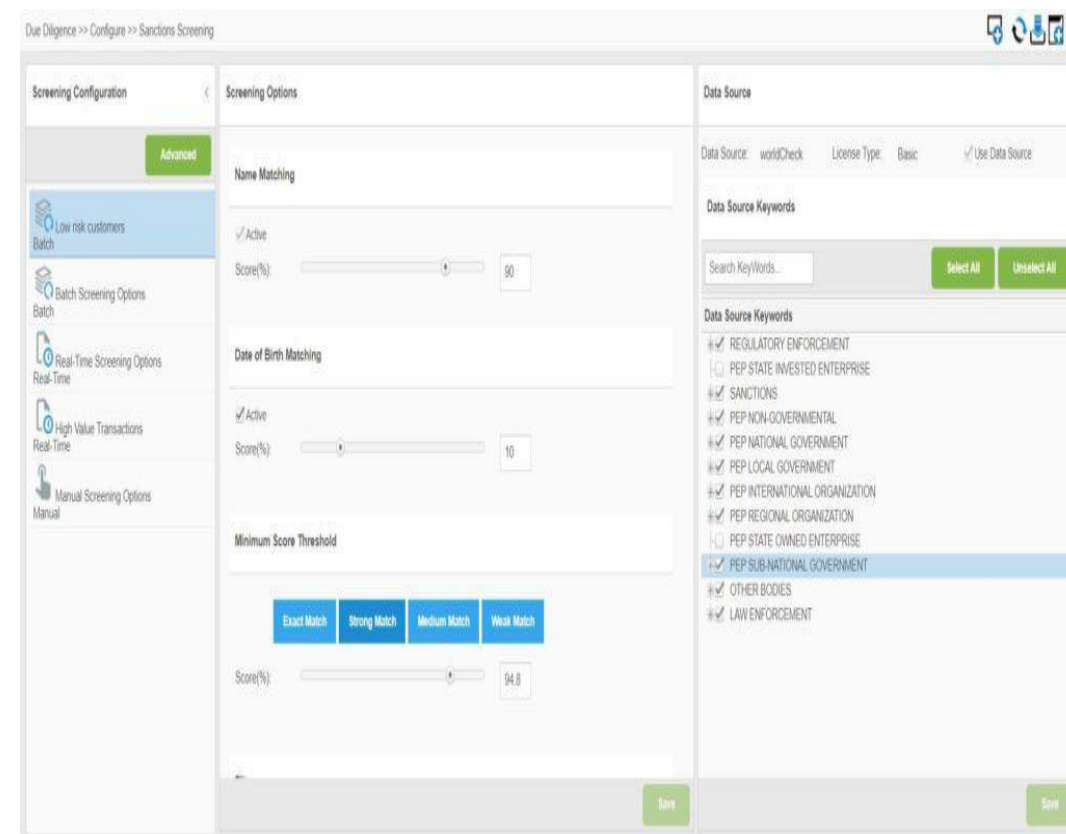 Due Diligence >> Configure >> Sanctions Screening
Screening Configuration
Advanced
Low risk customers
Batch
Batch Screening Options
Batch
Real-Time Screening Options
Real-Time
High Value Transactions
Real-Time
Manual Screening Options
Manual
Screening Options
Name Matching
Active
Score(%):
90
Date of Birth Matching
Active
Score(%):
10
Minimum Score Threshold
Exact Match Strong Match Medium Match Weak Match
Score(%):
94.8
Save
Data Source
Data Source: worldCheck License Type: Basic Use Data Source
Data Source Keywords
Search KeyWords...
Select All Unselect All
Data Source Keywords
REGULATORY ENFORCEMENT
PEP STATE INVESTED ENTERPRISE
SANCTIONS
PEP NON-GOVERNMENTAL
PEP NATIONAL GOVERNMENT
PEP LOCAL GOVERNMENT
PEP INTERNATIONAL ORGANIZATION
PEP REGIONAL ORGANIZATION
PEP STATE OWNED ENTERPRISE
PEP SUB-NATIONAL GOVERNMENT
OTHER BODIES
LAW ENFORCEMENT
Save